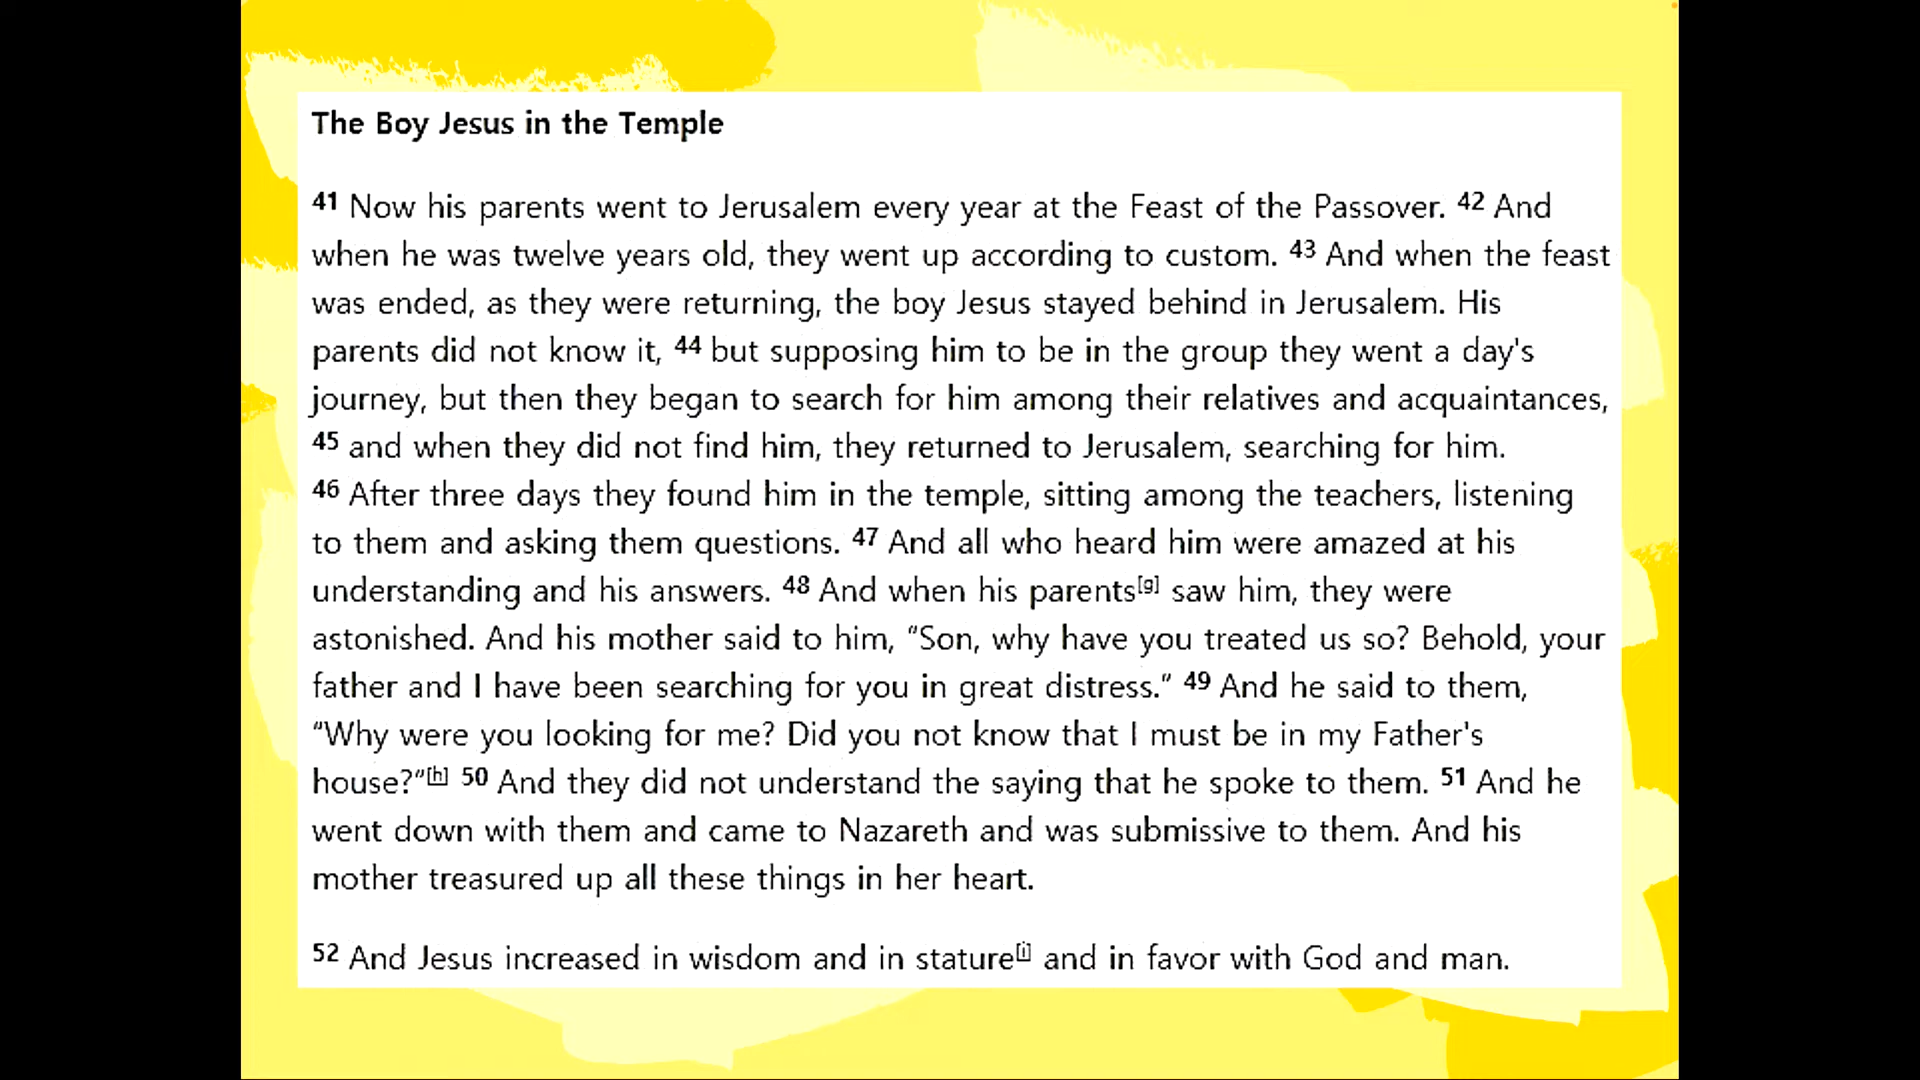 The Boy Jesus in the Temple
41 Now his parents went to Jerusalem every year at the Feast of the Passover. 42 And
when he was twelve years old, they went up according to custom. 43 And when the feast
was ended, as they were returning, the boy Jesus stayed behind in Jerusalem. His
parents did not know it, 44 but supposing him to be in the group they went a day's
journey, but then they began to search for him among their relatives and acquaintances,
45 and when they did not find him, they returned to Jerusalem, searching for him.
46 After three days they found him in the temple, sitting among the teachers, listening
to them and asking them questions. 47 And all who heard him were amazed at his
understanding and his answers. 48 And when his parents[g] saw him, they were
astonished. And his mother said to him, “Son, why have you treated us so? Behold, your
father and I have been searching for you in great distress.” 49 And he said to them,
“Why were you looking for me? Did you not know that I must be in my Father's
house?”[h] 50 And they did not understand the saying that he spoke to them. 51 And he
went down with them and came to Nazareth and was submissive to them. And his
mother treasured up all these things in her heart.
52 And Jesus increased in wisdom and in stature[i] and in favor with God and man.